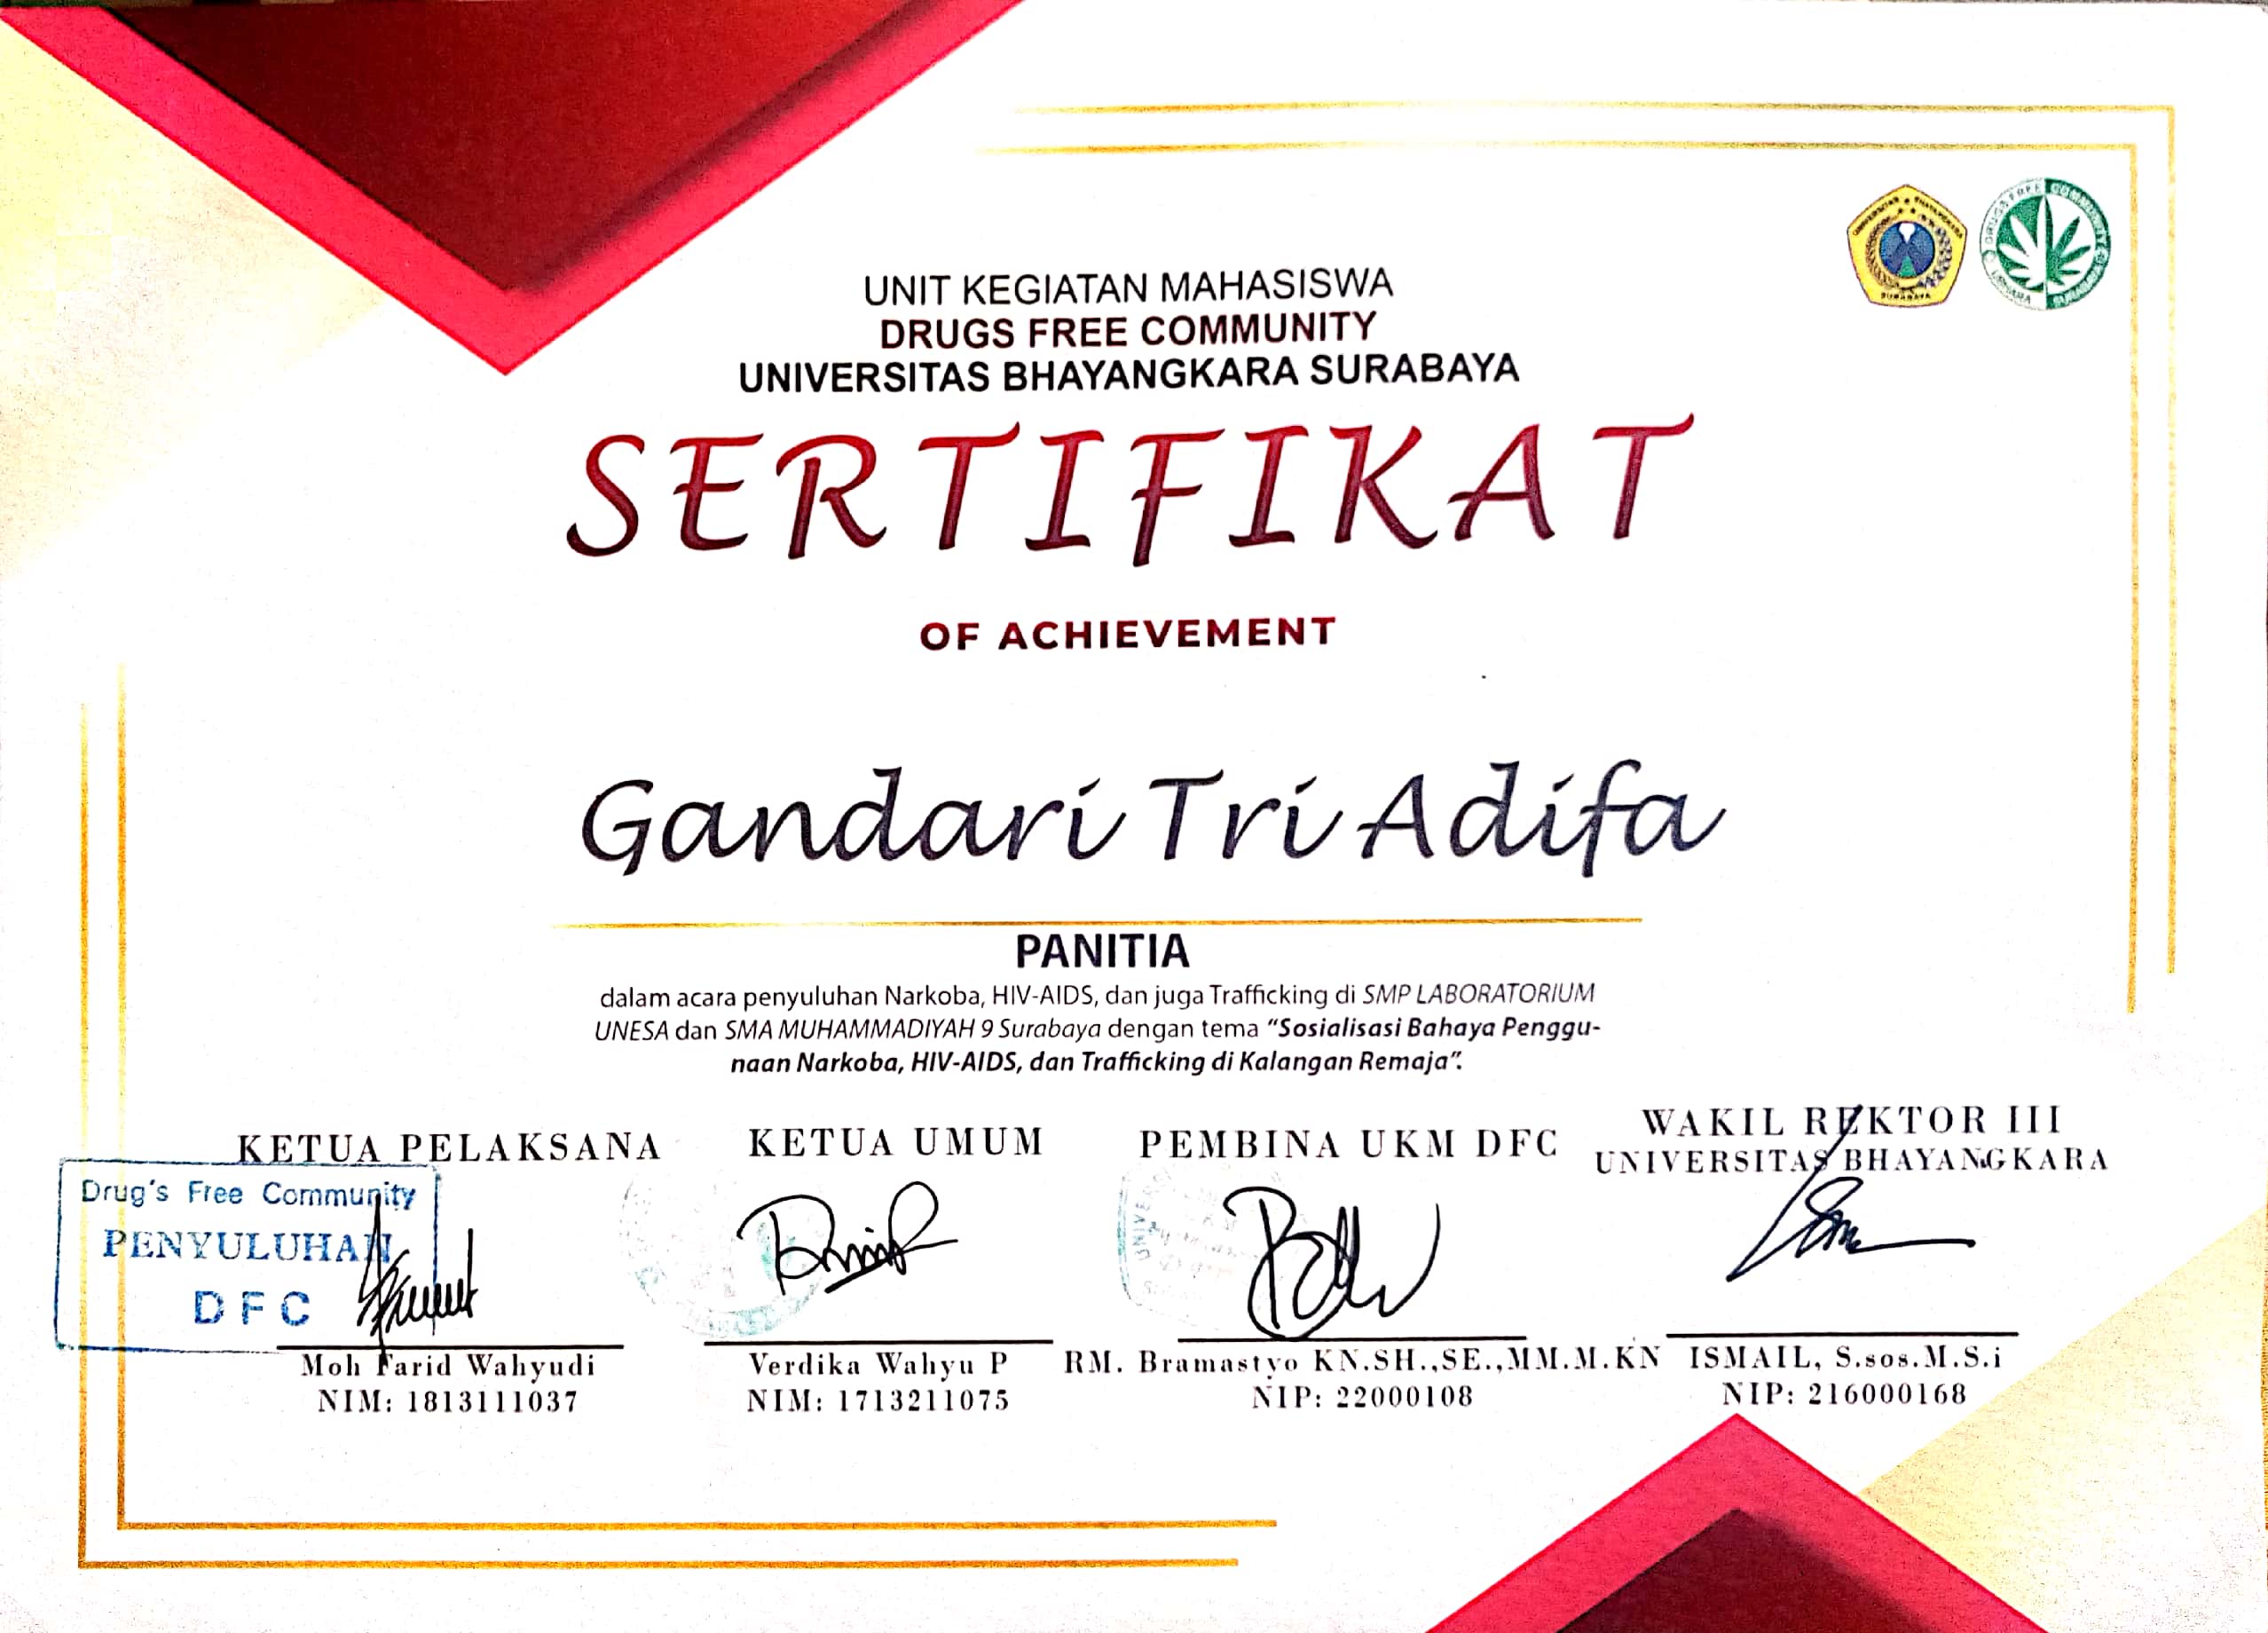 UNIT KEGIATAN MAHASISWA
DRUGS FREE COMMUNITY
UNIVERSITAS BHAYANGKARA SURABAYA
SERTIFIKAT
OF ACHIEVEMENT
Gandari Tri Adifa
PANITIA
dalam acara penyuluhan Narkoba, HIV-AIDS, dan juga Trafficking di SMP LABORATORIUM
UNESA dan SMA MUHAMMADIYAH 9 Surabaya dengan tema “Sosialisasi Bahaya Penggu-
naan Narkoba, HIV-AIDS, dan Trafficking di Kalangan Remaja”.
KETUA PELAKSANA
Drug's Free Community
PENYULUHAN
DFC
Moh Farid Wahyudi
NIM: 1813111037
KETUA UMUM
Verdika Wahyu P
NIM: 1713211075
PEMBINA UKM DFC
RM. Bramastyo KN.SH.,SE.,MM.M.KN
NIP: 22000108
WAKIL REKTOR III
UNIVERSITAS BHAYANGKARA
ISMAIL, S.sos.M.S.i
NIP: 216000168